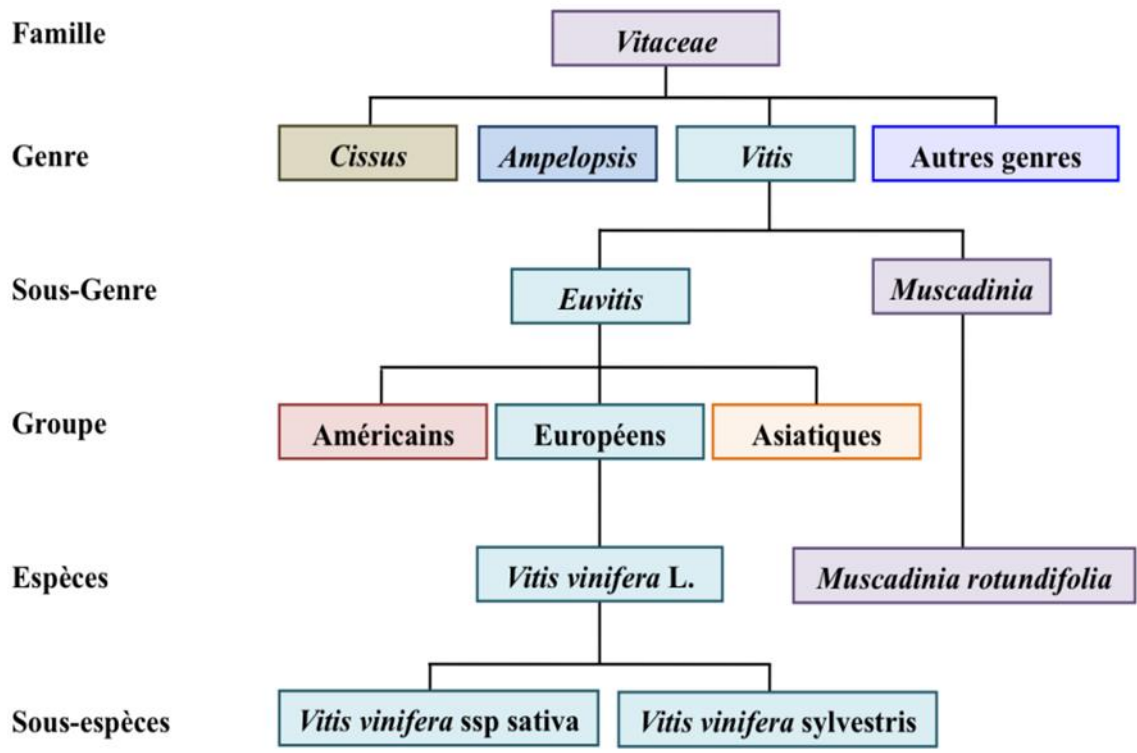 Famille
Vitaceae
Genre
Cissus
Ampelopsis
Vitis
Autres genres
Sous-Genre
Euvitis
Muscadinia
Groupe
Américains
Européens
Asiatiques
Espèces
Vitis vinifera L.
Muscadinia rotundifolia
Sous-espèces
Vitis vinifera ssp sativa
Vitis vinifera sylvestris